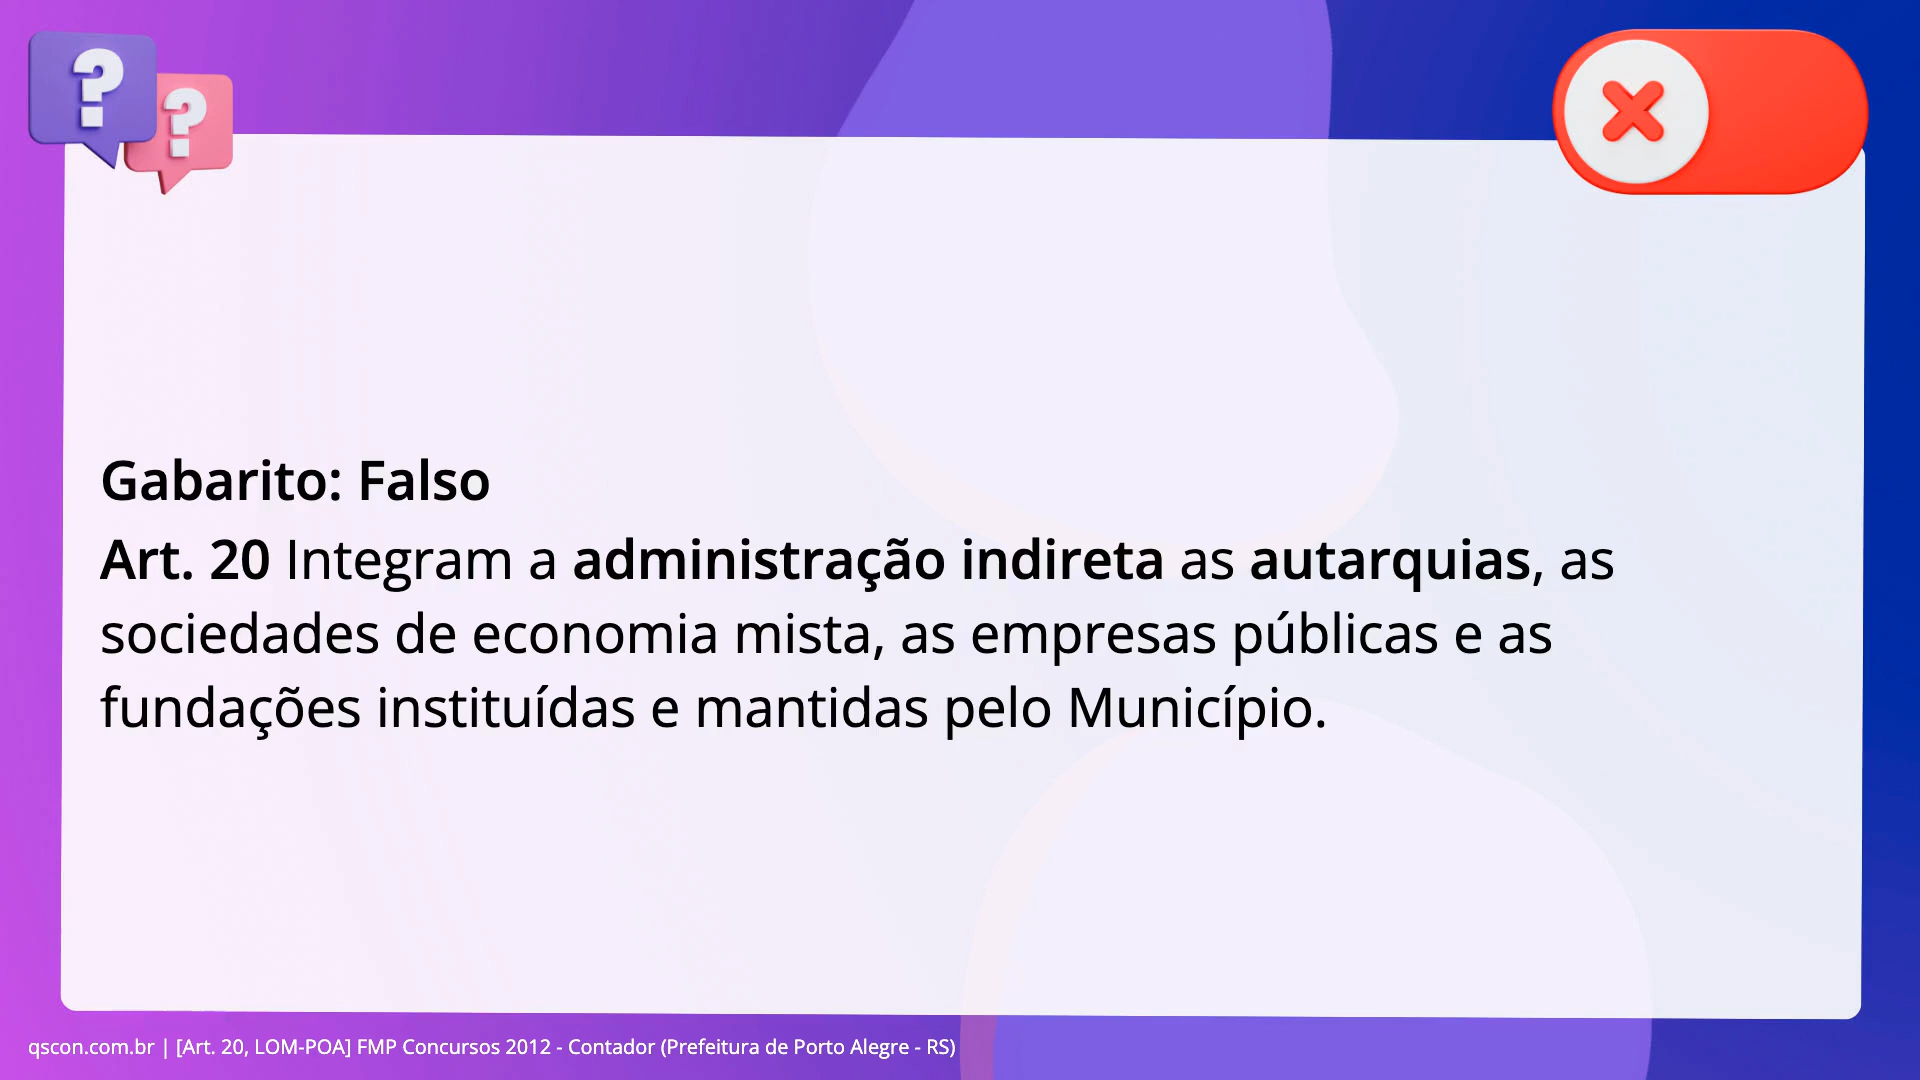 ?
?
Gabarito: Falso
Art. 20 Integram a administração indireta as autarquias, as
sociedades de economia mista, as empresas públicas e as
fundações instituídas e mantidas pelo Município.
qscon.com.br | [Art. 20, LOM-POA] FMP Concursos 2012 - Contador (Prefeitura de Porto Alegre - RS)